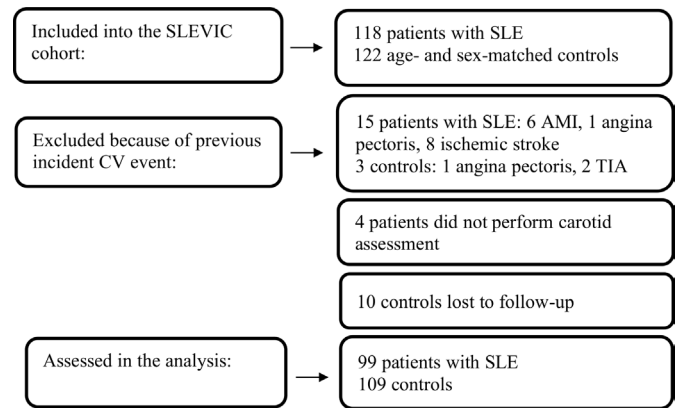 Included into the SLEVIC
cohort:
118 patients with SLE
122 age- and sex-matched controls
Excluded because of previous
incident CV event:
15 patients with SLE: 6 AMI, 1 angina
pectoris, 8 ischemic stroke
3 controls: 1 angina pectoris, 2 TIA
4 patients did not perform carotid
assessment
10 controls lost to follow-up
Assessed in the analysis:
99 patients with SLE
109 controls